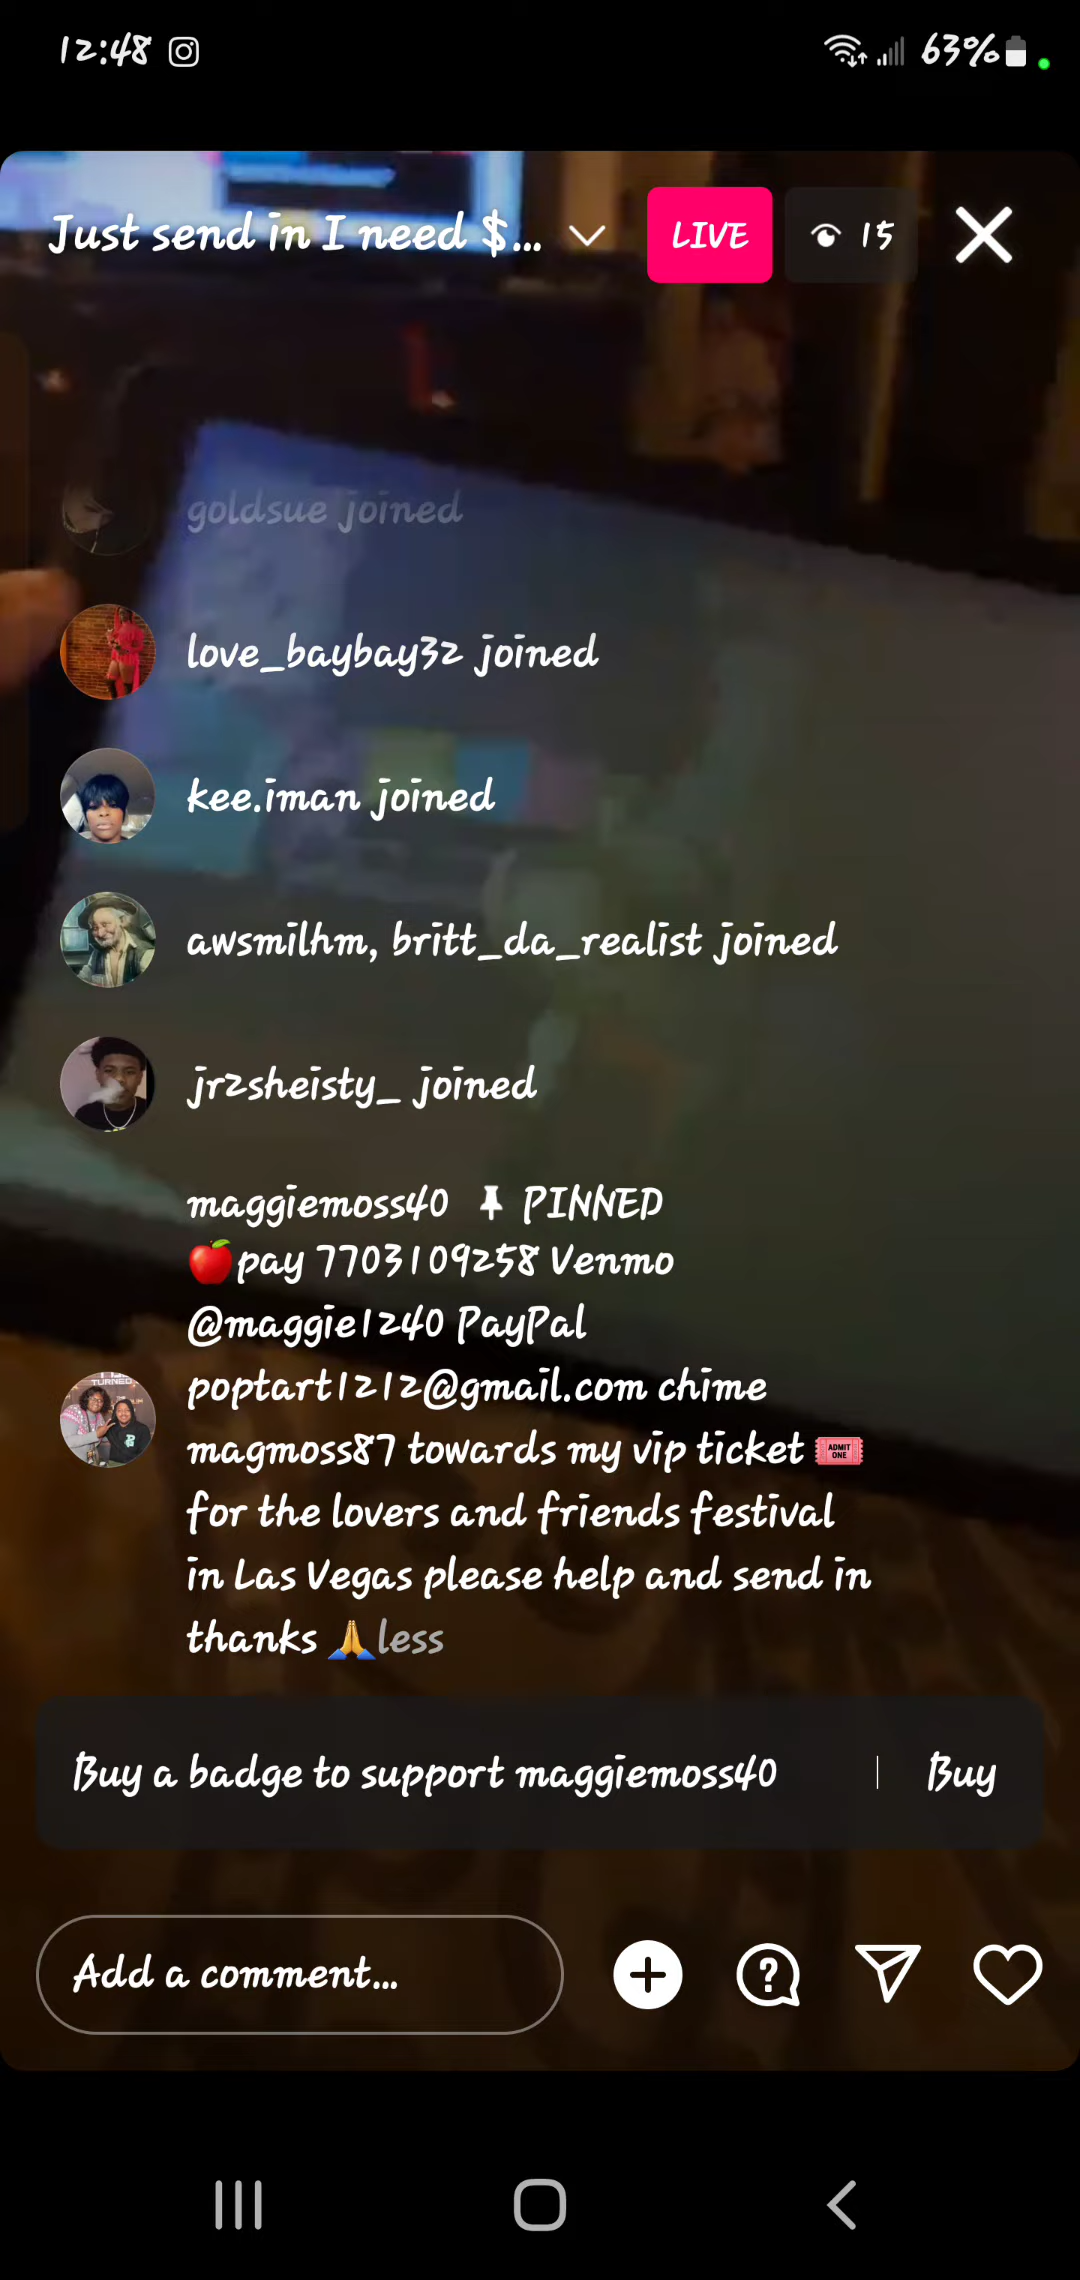 12:48
63%
Just send in I need $...
LIVE
15
goldsue joined
love_baybay32 joined
kee.iman joined
awsmilhm, britt_da_realist joined
jr2sheisty_ joined
maggiemoss40 📌 PINNED
🍎pay 7703109258 Venmo
@maggie1240 PayPal
poptart1212@gmail.com chime
magmoss87 towards my vip ticket 🎟️
for the lovers and friends festival
in Las Vegas please help and send in
thanks 🙏less
Buy a badge to support maggiemoss40 | Buy
Add a comment...